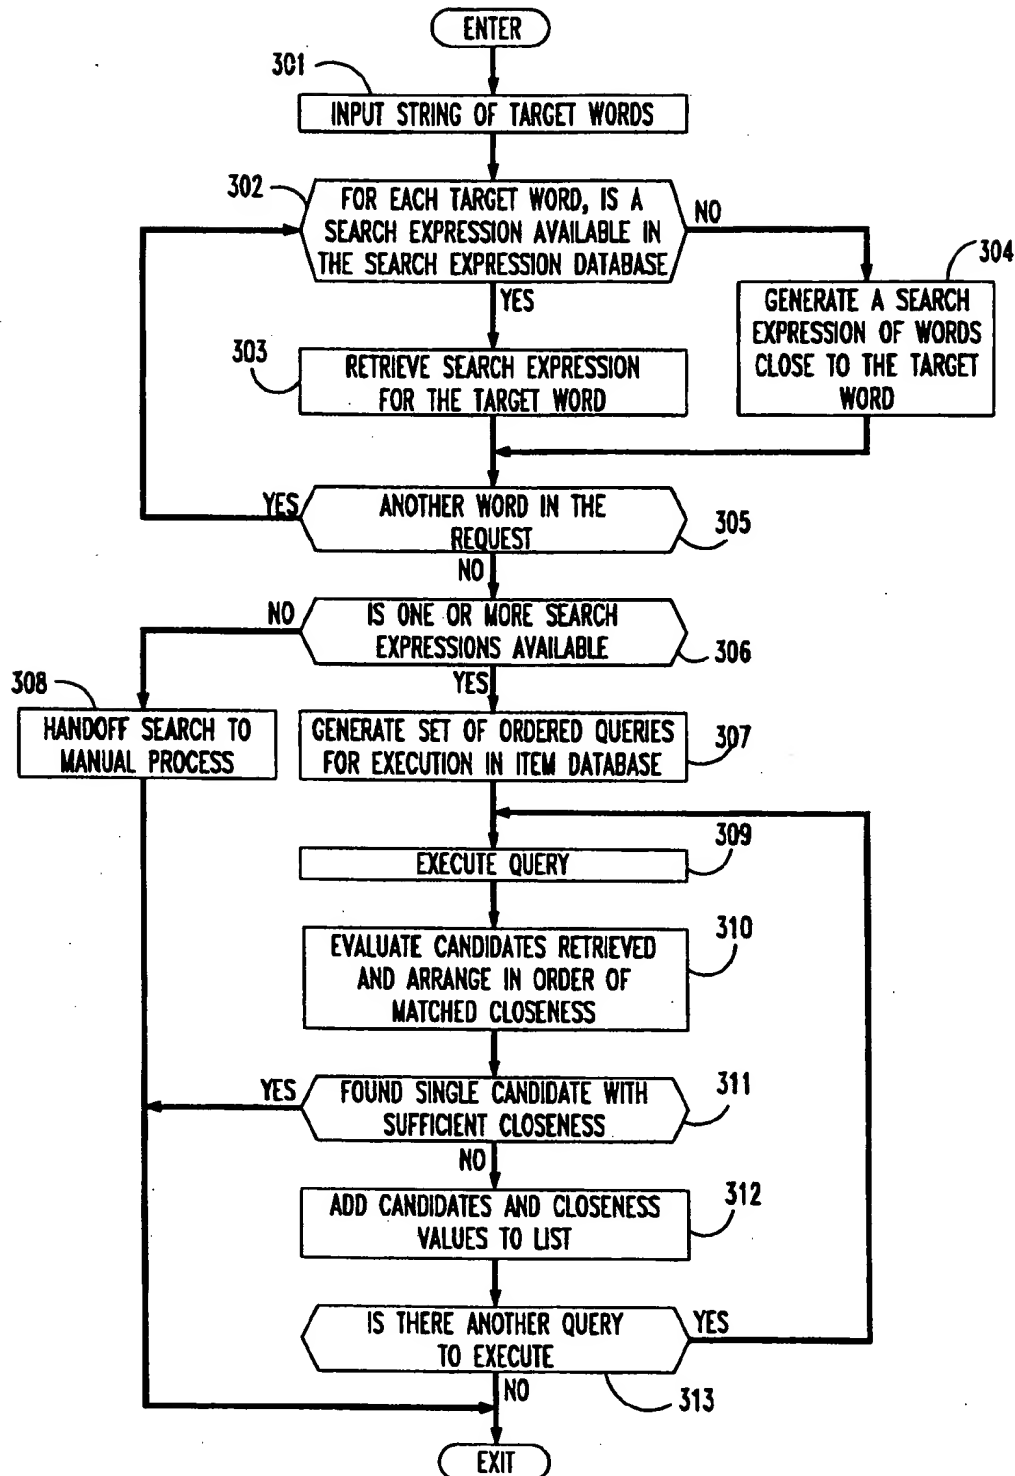 ENTER
301
INPUT STRING OF TARGET WORDS
302
FOR EACH TARGET WORD, IS A
SEARCH EXPRESSION AVAILABLE IN
THE SEARCH EXPRESSION DATABASE
NO
304
YES
GENERATE A SEARCH
EXPRESSION OF WORDS
CLOSE TO THE TARGET
WORD
303
RETRIEVE SEARCH EXPRESSION
FOR THE TARGET WORD
YES
ANOTHER WORD IN THE
REQUEST
305
NO
NO
IS ONE OR MORE SEARCH
EXPRESSIONS AVAILABLE
306
YES
308
HANDOFF SEARCH TO
MANUAL PROCESS
GENERATE SET OF ORDERED QUERIES
FOR EXECUTION IN ITEM DATABASE
307
309
EXECUTE QUERY
310
EVALUATE CANDIDATES RETRIEVED
AND ARRANGE IN ORDER OF
MATCHED CLOSENESS
YES
FOUND SINGLE CANDIDATE WITH
SUFFICIENT CLOSENESS
311
NO
ADD CANDIDATES AND CLOSENESS
VALUES TO LIST
312
IS THERE ANOTHER QUERY
TO EXECUTE
YES
NO
313
EXIT